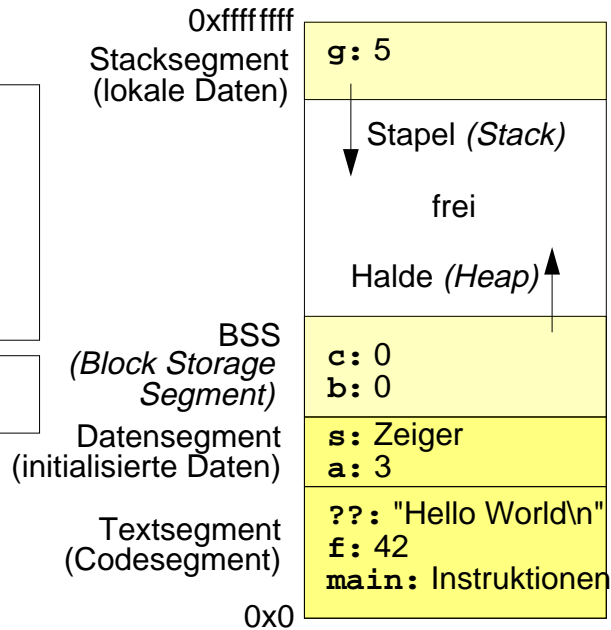 0xffffffff
Stacksegment
(lokale Daten)
g: 5
Stapel (Stack)
frei
Halde (Heap)
BSS
(Block Storage
Segment)
c: 0
b: 0
Datensegment
(initialisierte Daten)
s: Zeiger
a: 3
Textsegment
(Codesegment)
??: "Hello World\n"
f: 42
main: Instruktionen
0x0